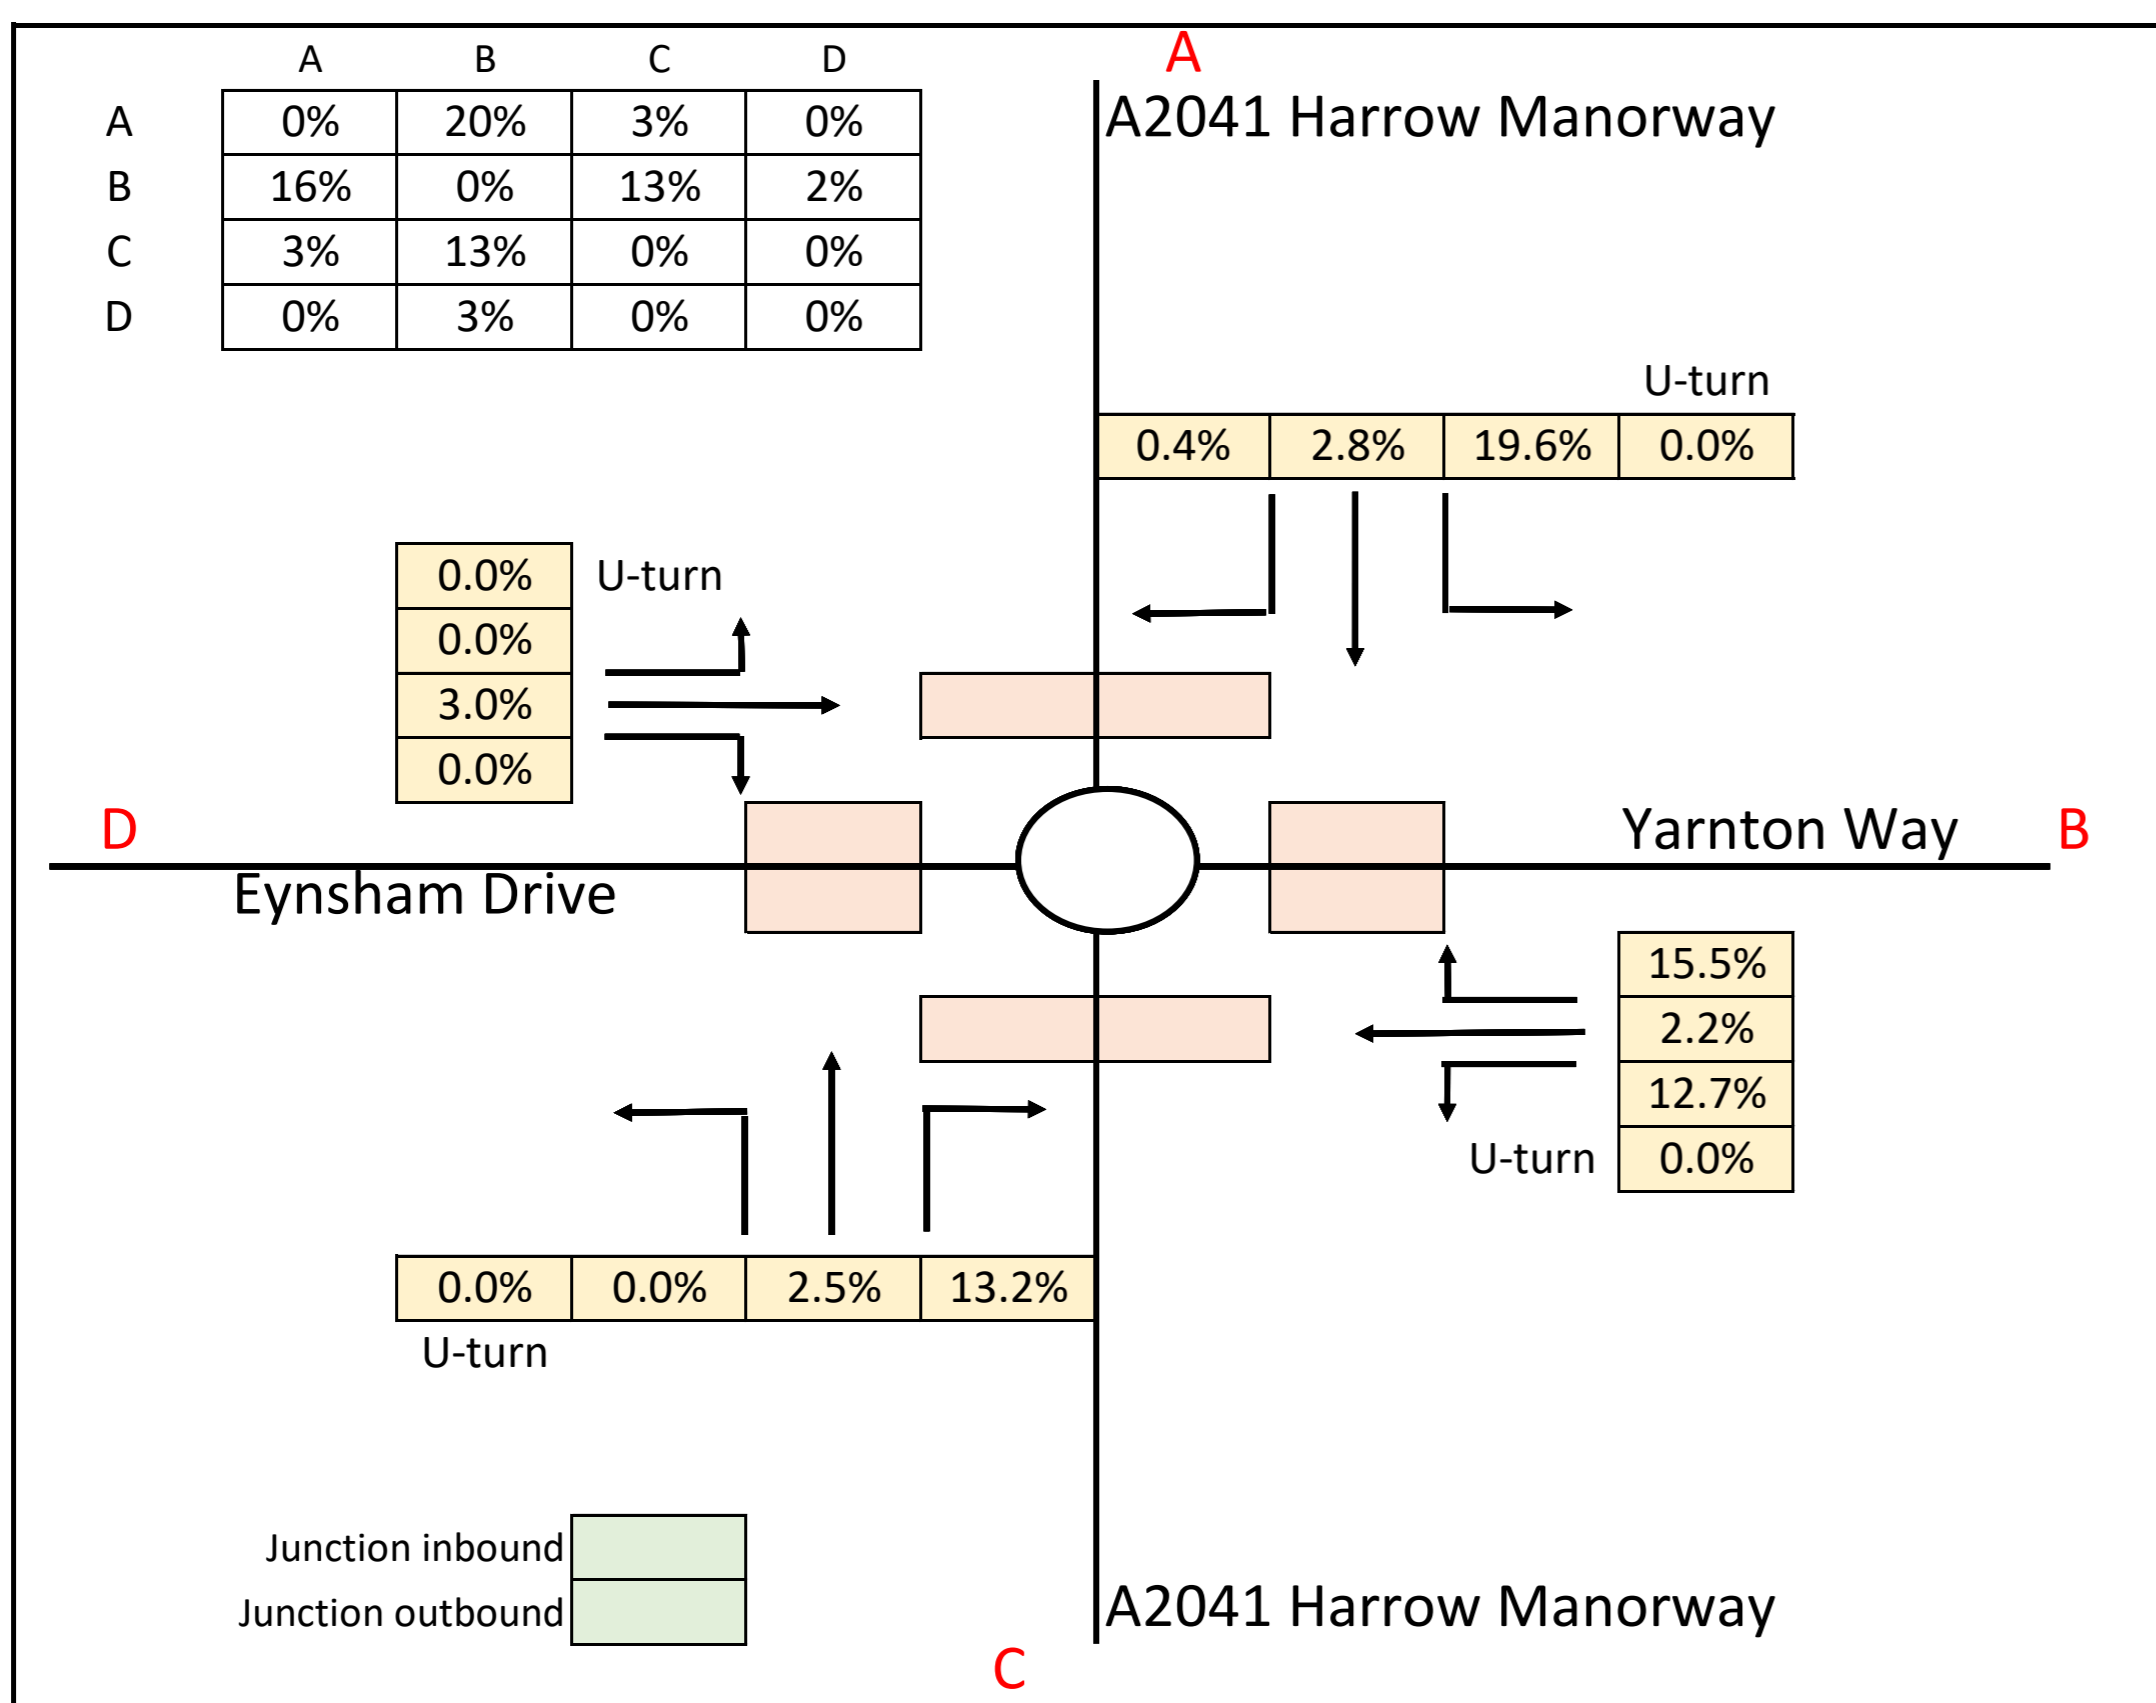 A B C D
A
A 0% 20% 3% 0%
A2041 Harrow Manorway
B 16% 0% 13% 2%
C 3% 13% 0% 0%
D 0% 3% 0% 0%
U-turn
0.4% 2.8% 19.6% 0.0%
0.0% U-turn
0.0%
3.0%
0.0%
D
Yarnton Way B
Eynsham Drive
15.5%
2.2%
12.7%
U-turn 0.0%
0.0% 0.0% 2.5% 13.2%
U-turn
Junction inbound
Junction outbound
A2041 Harrow Manorway
C